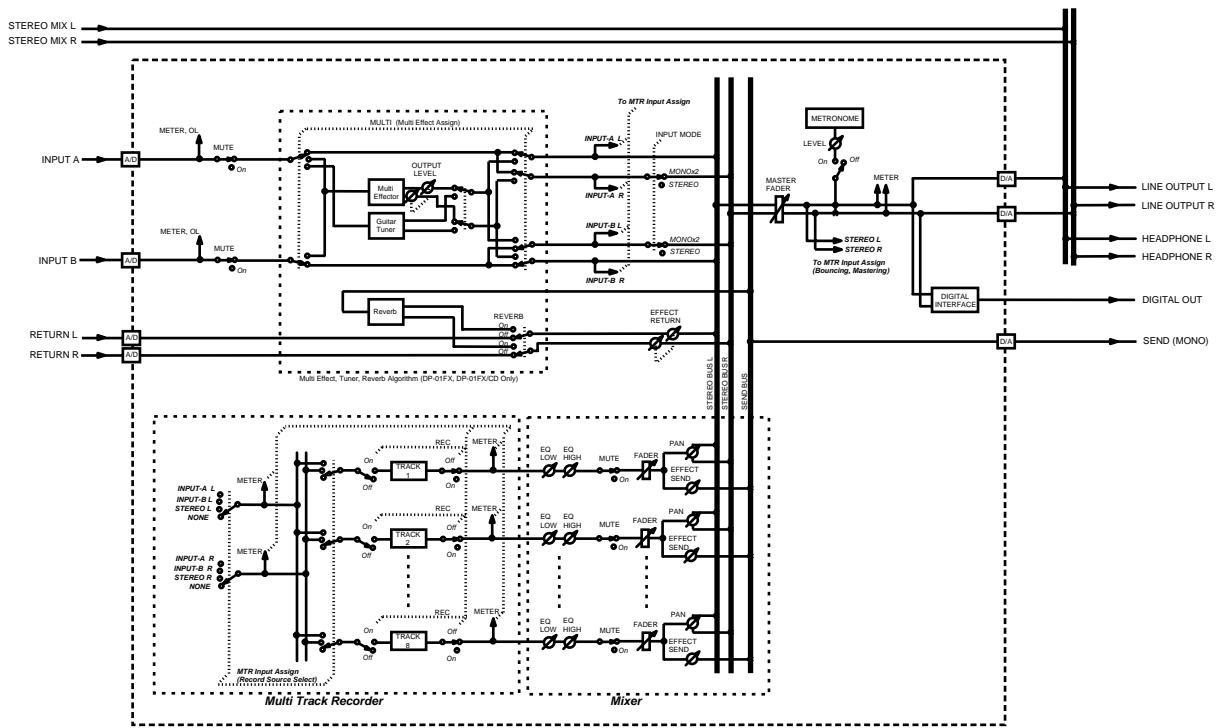 STEREO MIX L
STEREO MIX R
METER, OL
MUTE
On
INPUT A
A/D
MULTI (Multi Effect Assign)
OUTPUT
LEVEL
Multi
Effector
Guitar
Tuner
To MTR Input Assign
INPUT-A L
INPUT MODE
MONOx2
STEREO
INPUT-A R
INPUT-B L
MONOx2
STEREO
INPUT-B R
METER, OL
MUTE
On
INPUT B
A/D
METRONOME
LEVEL
On
Off
MASTER
FADER
METER
D/A
D/A
LINE OUTPUT L
LINE OUTPUT R
HEADPHONE L
HEADPHONE R
STEREO L
STEREO R
To MTR Input Assign
(Bouncing, Mastering)
DIGITAL
INTERFACE
DIGITAL OUT
Reverb
REVERB
On
Off
On
Off
EFFECT
RETURN
RETURN L
RETURN R
A/D
A/D
D/A
SEND (MONO)
Multi Effect, Tuner, Reverb Algorithm (DP-01FX, DP-01FX/CD Only)
STEREO BUS L
STEREO BUS R
SEND BUS
METER
INPUT-A L
INPUT-B L
STEREO L
NONE
METER
INPUT-A R
INPUT-B R
STEREO R
NONE
On
Off
REC
TRACK
1
Off
On
METER
EQ
LOW
EQ
HIGH
MUTE
On
FADER
PAN
EFFECT
SEND
On
Off
REC
TRACK
2
Off
On
METER
EQ
LOW
EQ
HIGH
MUTE
On
FADER
PAN
EFFECT
SEND
On
Off
REC
TRACK
8
Off
On
METER
EQ
LOW
EQ
HIGH
MUTE
On
FADER
PAN
EFFECT
SEND
MTR Input Assign
(Record Source Select)
Multi Track Recorder
Mixer